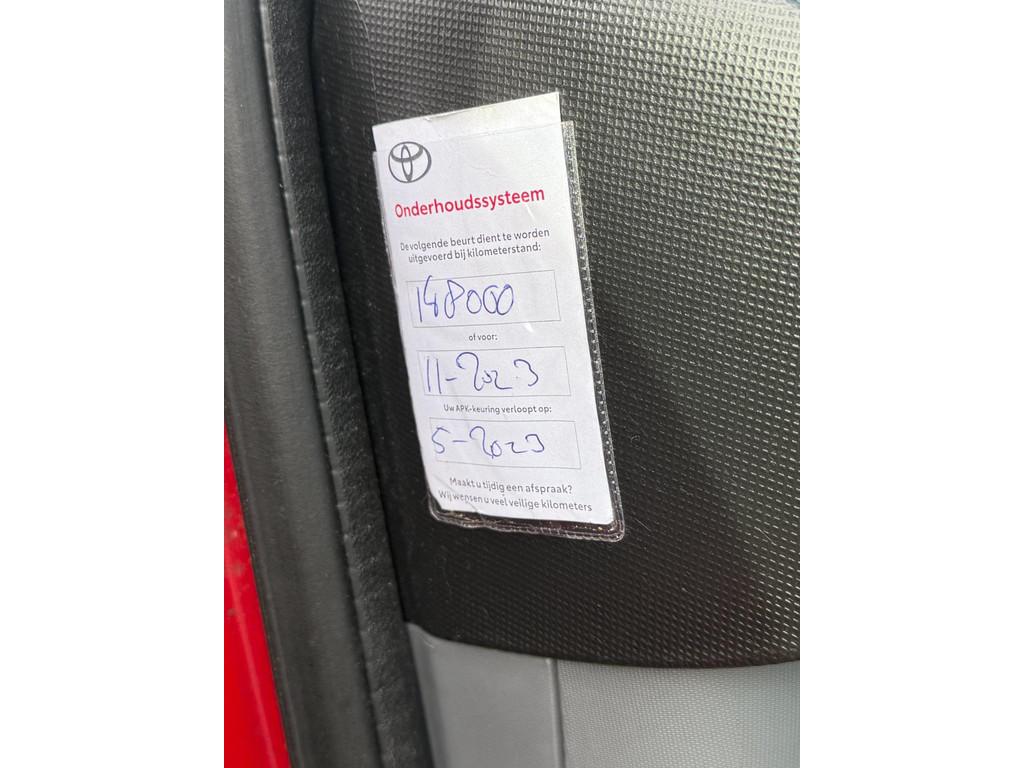 Onderhoudssysteem
De volgende beurt dient te worden
uitgevoerd bij kilometerstand:
148000
of voor:
11-2023
Uw APK-keuring verloopt op:
5-2023
Maakt u tijdig een afspraak?
Wij wensen u veel veilige kilometers